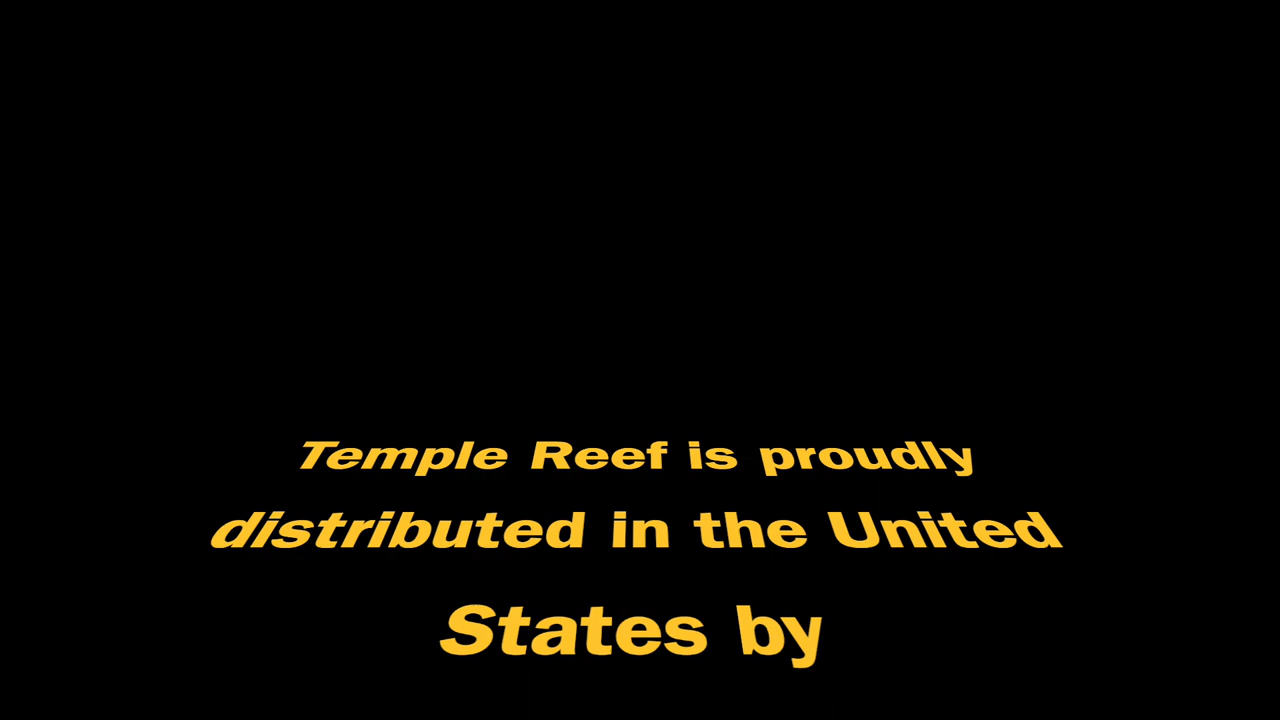 Temple Reef is proudly
distributed in the United
States by